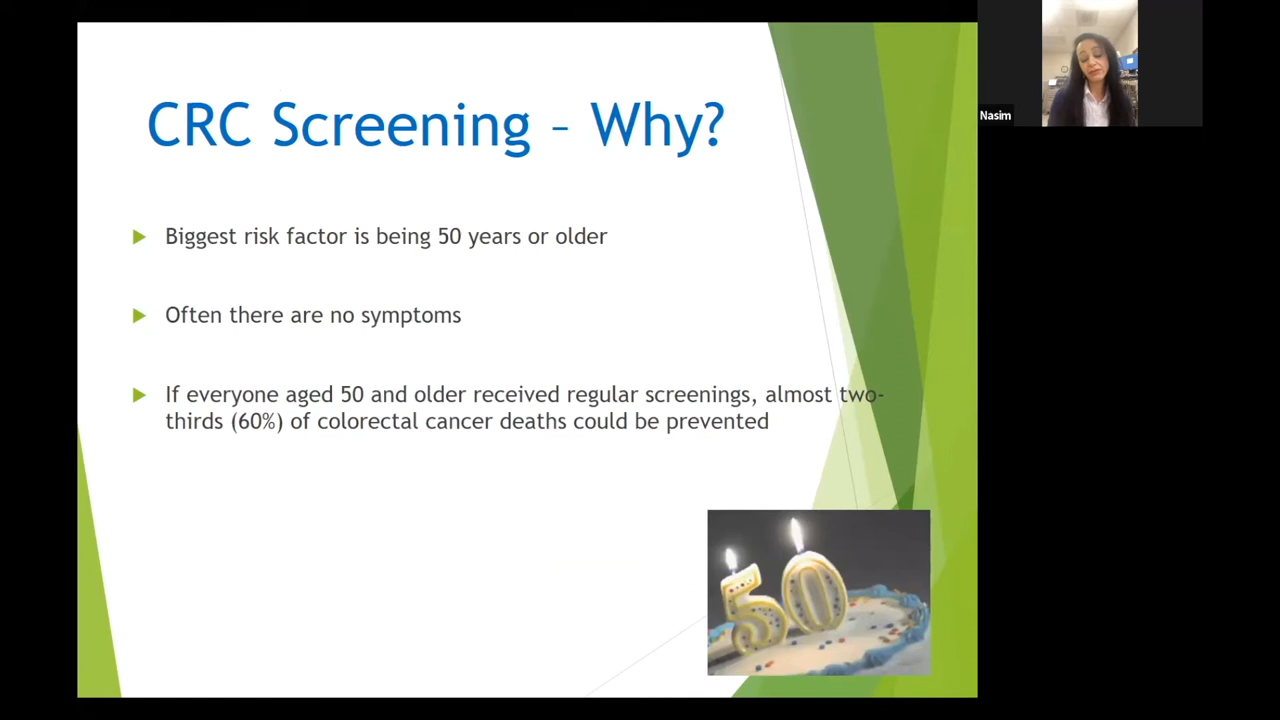 CRC Screening – Why?
Biggest risk factor is being 50 years or older
Often there are no symptoms
If everyone aged 50 and older received regular screenings, almost two-
thirds (60%) of colorectal cancer deaths could be prevented
50
Nasim